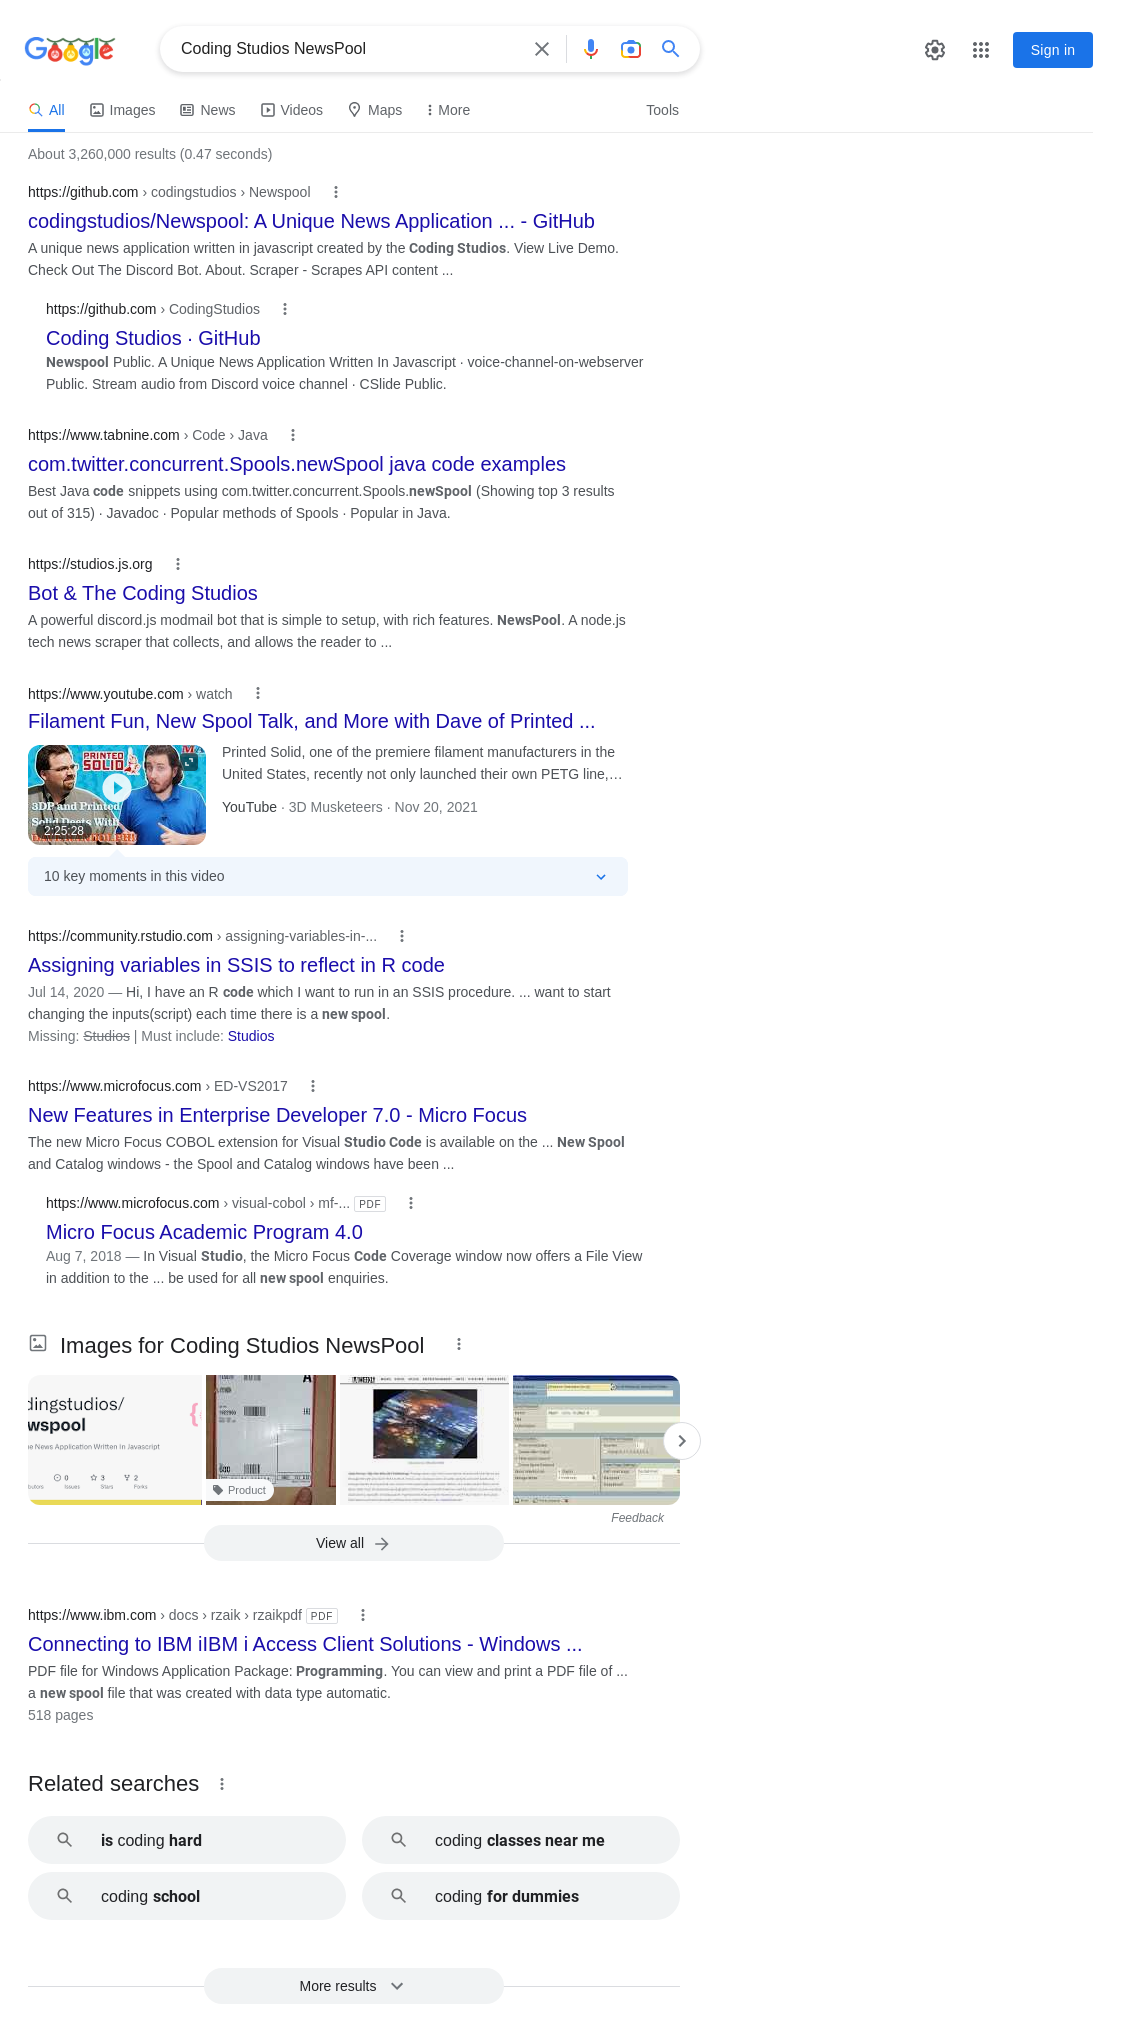 Google
Coding Studios NewsPool
Sign in
All
Images
News
Videos
Maps
More
Tools
About 3,260,000 results (0.47 seconds)
https://github.com › codingstudios › Newspool
codingstudios/Newspool: A Unique News Application ... - GitHub
A unique news application written in javascript created by the Coding Studios. View Live Demo.
Check Out The Discord Bot. About. Scraper - Scrapes API content ...
https://github.com › CodingStudios
Coding Studios · GitHub
Newspool Public. A Unique News Application Written In Javascript · voice-channel-on-webserver
Public. Stream audio from Discord voice channel · CSlide Public.
https://www.tabnine.com › Code › Java
com.twitter.concurrent.Spools.newSpool java code examples
Best Java code snippets using com.twitter.concurrent.Spools.newSpool (Showing top 3 results
out of 315) · Javadoc · Popular methods of Spools · Popular in Java.
https://studios.js.org
Bot & The Coding Studios
A powerful discord.js modmail bot that is simple to setup, with rich features. NewsPool. A node.js
tech news scraper that collects, and allows the reader to ...
https://www.youtube.com › watch
Filament Fun, New Spool Talk, and More with Dave of Printed ...
PRINTED
SOLID
3DP and Printed
Solid Deets With
2:25:28
Printed Solid, one of the premiere filament manufacturers in the
United States, recently not only launched their own PETG line,...
YouTube · 3D Musketeers · Nov 20, 2021
10 key moments in this video
https://community.rstudio.com › assigning-variables-in-...
Assigning variables in SSIS to reflect in R code
Jul 14, 2020 — Hi, I have an R code which I want to run in an SSIS procedure. ... want to start
changing the inputs(script) each time there is a new spool.
Missing: Studios | Must include: Studios
https://www.microfocus.com › ED-VS2017
New Features in Enterprise Developer 7.0 - Micro Focus
The new Micro Focus COBOL extension for Visual Studio Code is available on the ... New Spool
and Catalog windows - the Spool and Catalog windows have been ...
https://www.microfocus.com › visual-cobol › mf-... PDF
Micro Focus Academic Program 4.0
Aug 7, 2018 — In Visual Studio, the Micro Focus Code Coverage window now offers a File View
in addition to the ... be used for all new spool enquiries.
Images for Coding Studios NewsPool
dingstudios/
wspool
e News Application Written In Javascript
0
3
2
utors
Issues
Stars
Forks
Product
Feedback
View all
https://www.ibm.com › docs › rzaik › rzaikpdf PDF
Connecting to IBM iIBM i Access Client Solutions - Windows ...
PDF file for Windows Application Package: Programming. You can view and print a PDF file of ...
a new spool file that was created with data type automatic.
518 pages
Related searches
is coding hard
coding classes near me
coding school
coding for dummies
More results